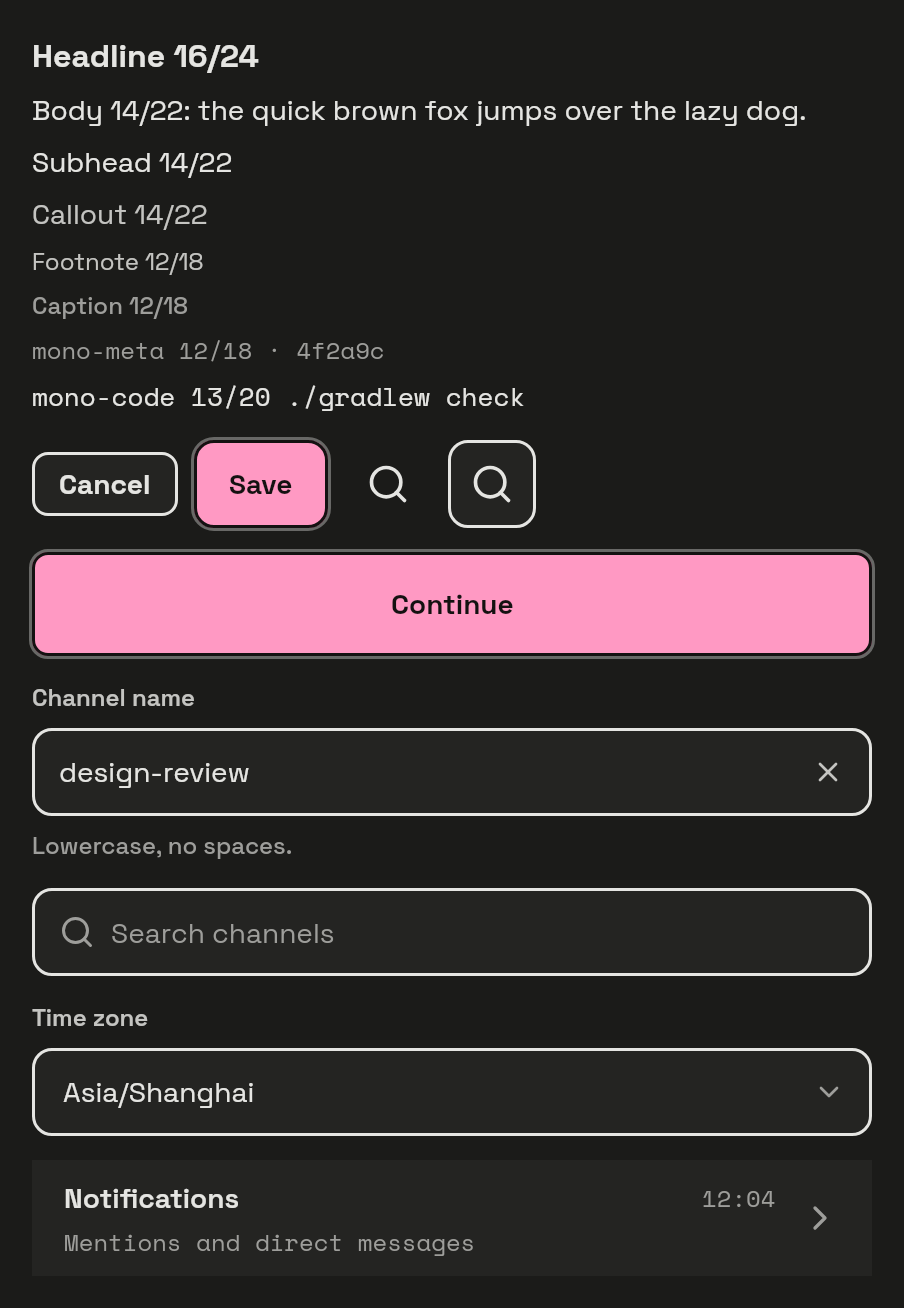 Headline 16/24
Body 14/22: the quick brown fox jumps over the lazy dog.
Subhead 14/22
Callout 14/22
Footnote 12/18
Caption 12/18
mono-meta 12/18 · 4f2a9c
mono-code 13/20 ./gradlew check
Cancel Save
Continue
Channel name
design-review
Lowercase, no spaces.
Search channels
Time zone
Asia/Shanghai
Notifications 12:04
Mentions and direct messages